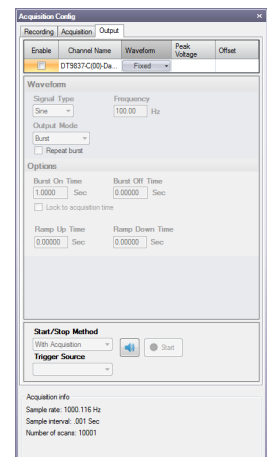 Acquisition Config ×
Recording Acquisition Output
Enable Channel Name Waveform Peak Voltage Offset
DT9837-C(00)-Da... Fixed
Waveform
Signal Type Frequency
Sine 100.00 Hz
Output Mode
Burst
Repeat burst
Options
Burst On Time Burst Off Time
1.0000 Sec 0.00000 Sec
Lock to acquisition time
Ramp Up Time Ramp Down Time
0.00000 Sec 0.00000 Sec
Start/Stop Method
With Acquisition Start
Trigger Source
Acquisition info
Sample rate: 1000.116 Hz
Sample interval: .001 Sec
Number of scans: 10001